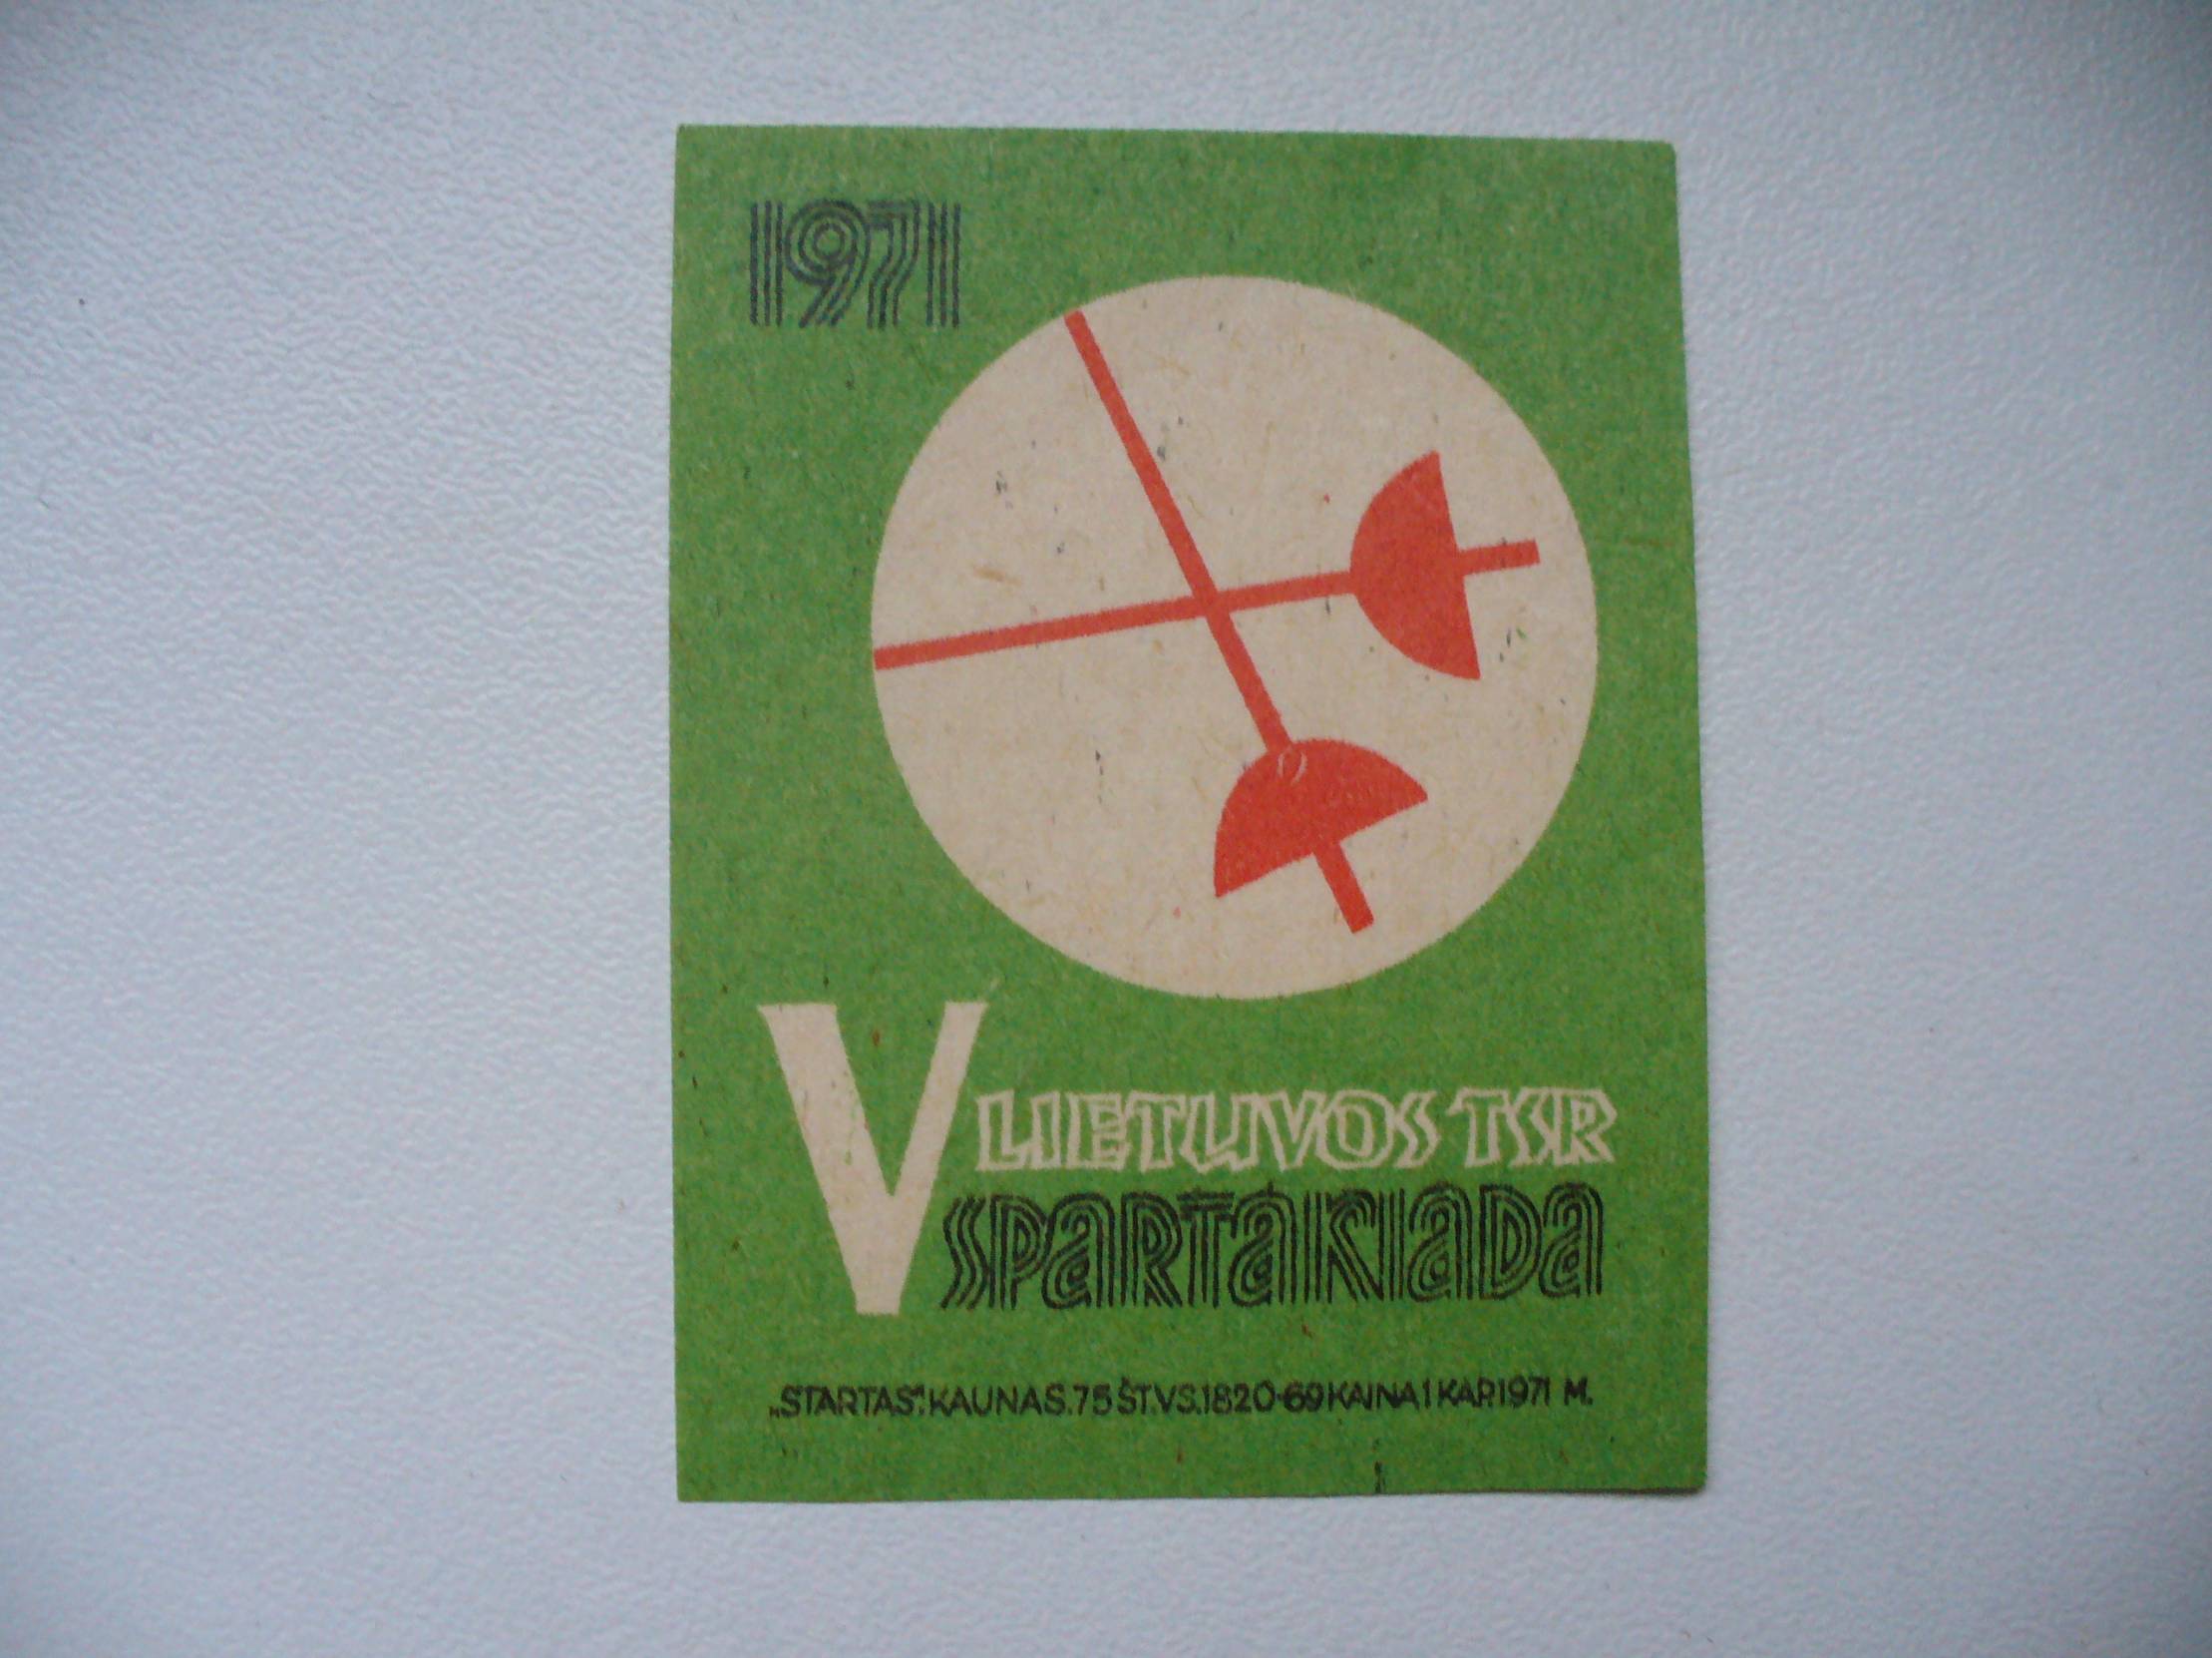 1971
V LIETUVOS TSR
SPARTAKIADA
„STARTAS“. KAUNAS. 75 ŠT. VS. 1820-69 KAINA 1 KAP. 1971 M.